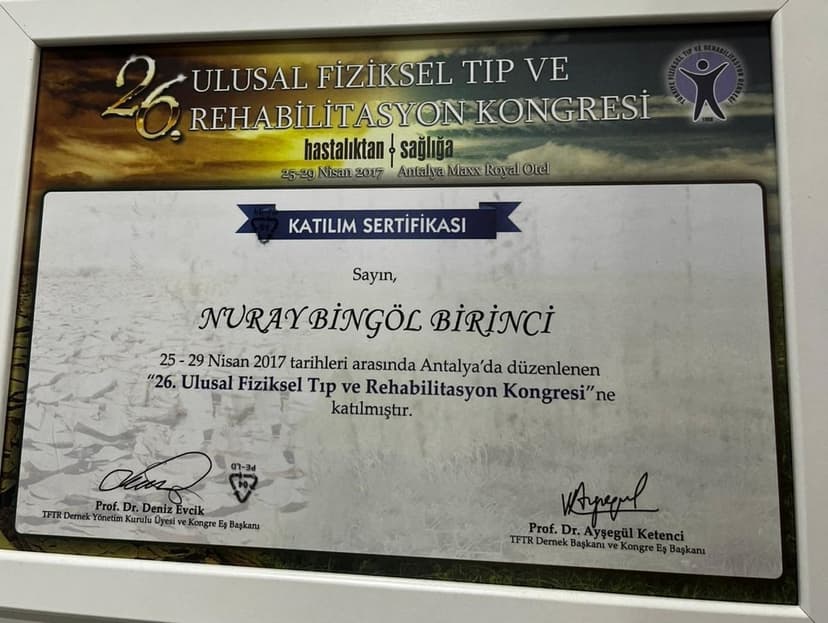 26. ULUSAL FİZİKSEL TIP VE
REHABİLİTASYON KONGRESİ
hastalıktan sağlığa
25-29 Nisan 2017 Antalya Maxx Royal Otel
KATILIM SERTİFİKASI
Sayın,
NURAY BİNGÖL BİRİNCİ
25 - 29 Nisan 2017 tarihleri arasında Antalya'da düzenlenen
“26. Ulusal Fiziksel Tıp ve Rehabilitasyon Kongresi”ne
katılmıştır.
PE-LD
04
Prof. Dr. Deniz Evcik
TFTR Dernek Yönetim Kurulu Üyesi ve Kongre Eş Başkanı
Prof. Dr. Ayşegül Ketenci
TFTR Dernek Başkanı ve Kongre Eş Başkanı